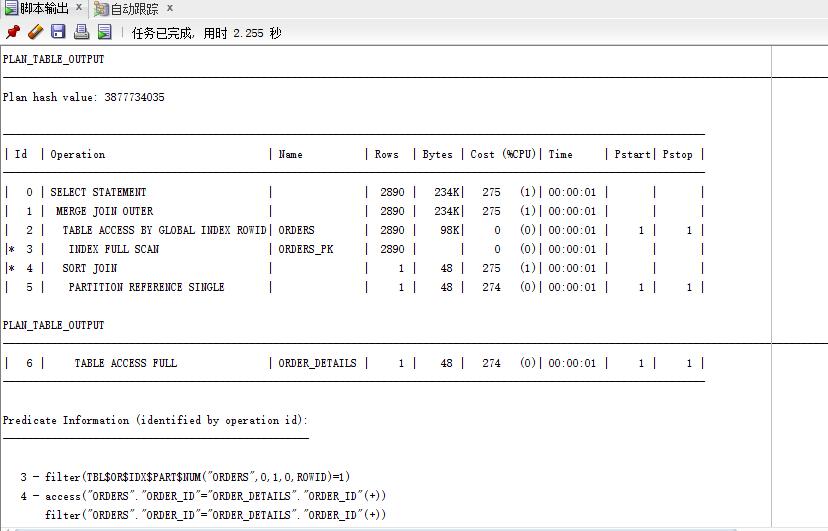 脚本输出 x 自动跟踪 x
任务已完成, 用时 2.255 秒
PLAN_TABLE_OUTPUT
Plan hash value: 3877734035
| Id | Operation | Name | Rows | Bytes | Cost (%CPU)| Time | Pstart| Pstop |
| 0 | SELECT STATEMENT | | 2890 | 234K| 275 (1)| 00:00:01 | | |
| 1 | MERGE JOIN OUTER | | 2890 | 234K| 275 (1)| 00:00:01 | | |
| 2 | TABLE ACCESS BY GLOBAL INDEX ROWID| ORDERS | 2890 | 98K| 0 (0)| 00:00:01 | 1 | 1 |
|* 3 | INDEX FULL SCAN | ORDERS_PK | 2890 | | 0 (0)| 00:00:01 | | |
|* 4 | SORT JOIN | | 1 | 48 | 275 (1)| 00:00:01 | | |
| 5 | PARTITION REFERENCE SINGLE | | 1 | 48 | 274 (0)| 00:00:01 | 1 | 1 |
PLAN_TABLE_OUTPUT
| 6 | TABLE ACCESS FULL | ORDER_DETAILS | 1 | 48 | 274 (0)| 00:00:01 | 1 | 1 |
Predicate Information (identified by operation id):
3 - filter(TBL$OR$IDX$PART$NUM("ORDERS",0,1,0,ROWID)=1)
4 - access("ORDERS"."ORDER_ID"="ORDER_DETAILS"."ORDER_ID"(+))
filter("ORDERS"."ORDER_ID"="ORDER_DETAILS"."ORDER_ID"(+))